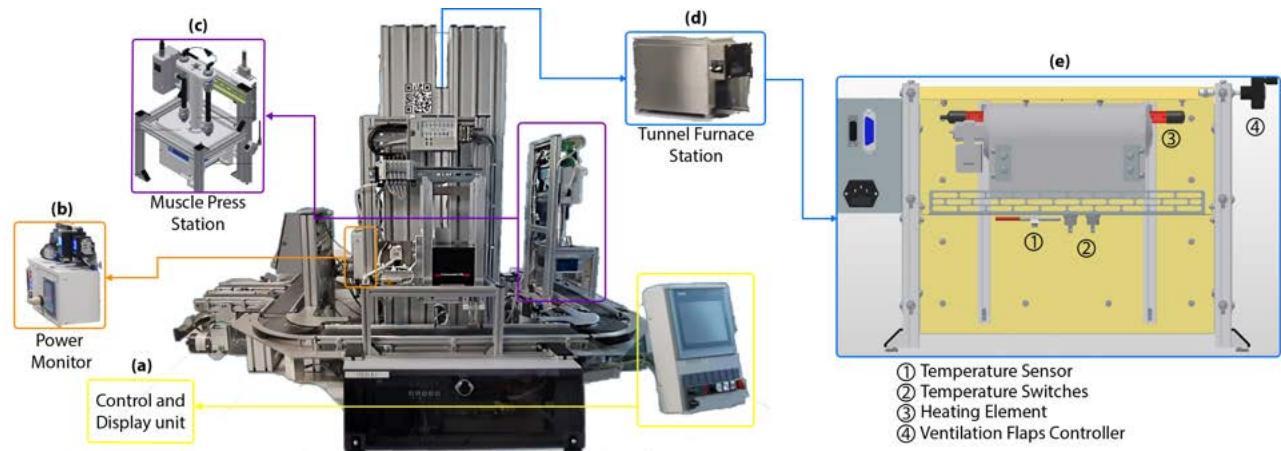 (c)
Muscle Press
Station
(b)
Power
Monitor
(a)
Control and
Display unit
(d)
Tunnel Furnace
Station
(e)
④
③
①
②
① Temperature Sensor
② Temperature Switches
③ Heating Element
④ Ventilation Flaps Controller